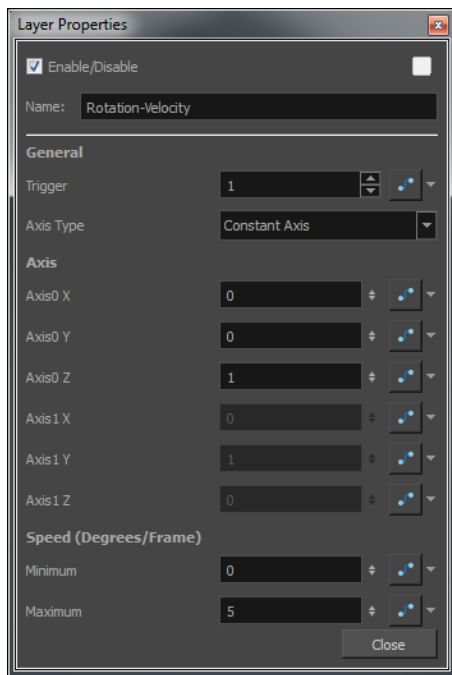 Layer Properties
Enable/Disable
Name: Rotation-Velocity
General
Trigger 1
Axis Type Constant Axis
Axis
Axis0 X 0
Axis0 Y 0
Axis0 Z 1
Axis1 X 0
Axis1 Y 1
Axis1 Z 0
Speed (Degrees/Frame)
Minimum 0
Maximum 5
Close